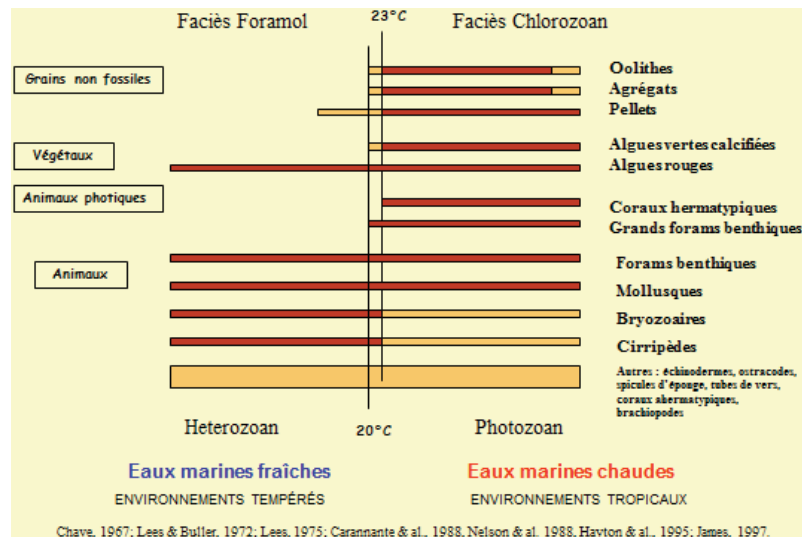 Faciès Foramol
23°C
Faciès Chlorozoan
Grains non fossiles
Oolithes
Agrégats
Pellets
Végétaux
Algues vertes calcifiées
Algues rouges
Animaux photiques
Coraux hermatypiques
Grands forams benthiques
Animaux
Forams benthiques
Mollusques
Bryozoaires
Cirripèdes
Autres : échinodermes, ostracodes,
spicules d'éponge, tubes de vers,
coraux ahermatypiques,
brachiopodes
Heterozoan
20°C
Photozoan
Eaux marines fraîches
Eaux marines chaudes
ENVIRONNEMENTS TEMPÉRÉS
ENVIRONNEMENTS TROPICAUX
Chave, 1967; Lees & Buller, 1972; Lees, 1975; Carannante & al., 1988, Nelson & al. 1988, Hayton & al., 1995; James, 1997.